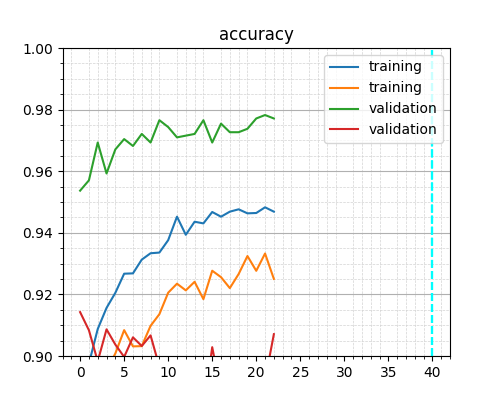 accuracy
1.00
0.98
0.96
0.94
0.92
0.90
training
training
validation
validation
0 5 10 15 20 25 30 35 40